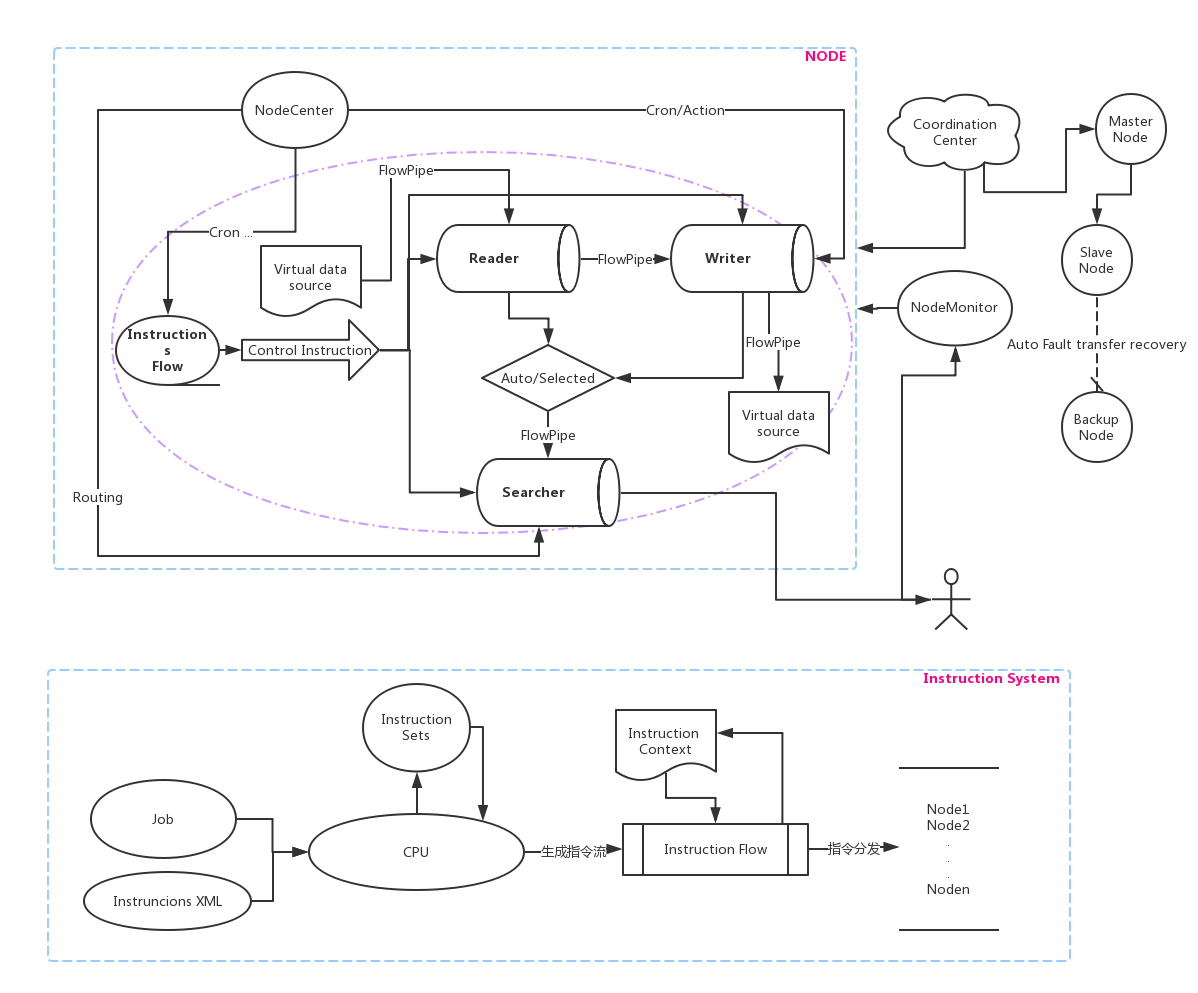 NODE
NodeCenter
Cron/Action
Coordination
Center
Master
Node
FlowPipe
Cron ...
Virtual data
source
Reader
FlowPipe
Writer
Slave
Node
NodeMonitor
Instruction
s
Flow
Control Instruction
FlowPipe
Auto Fault transfer recovery
Auto/Selected
Virtual data
source
Backup
Node
FlowPipe
Searcher
Routing
Instruction System
Instruction
Sets
Instruction
Context
Job
Node1
Node2
.
.
.
Noden
CPU
生成指令流
Instruction Flow
指令分发
Instruncions XML